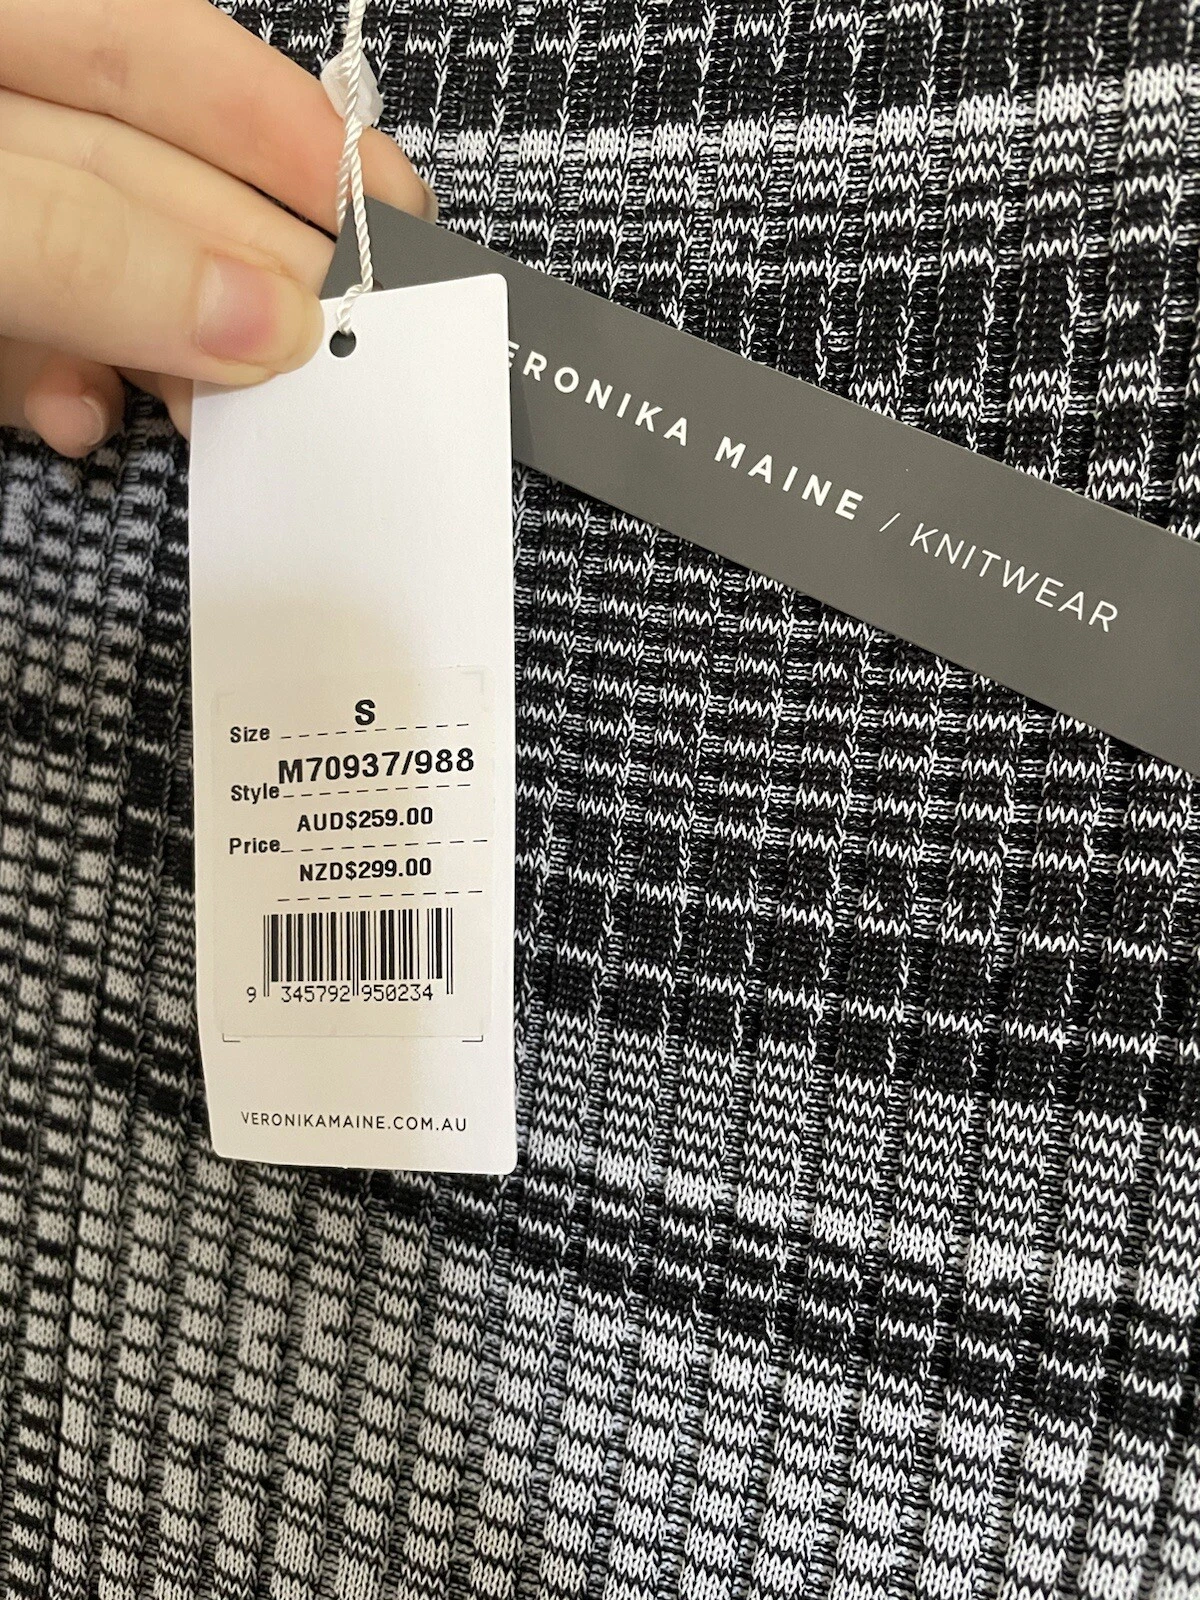 VERONIKA MAINE / KNITWEAR
Size S
Style M70937/988
AUD$259.00
Price
NZD$299.00
9 345792 950234
VERONIKAMAINE.COM.AU